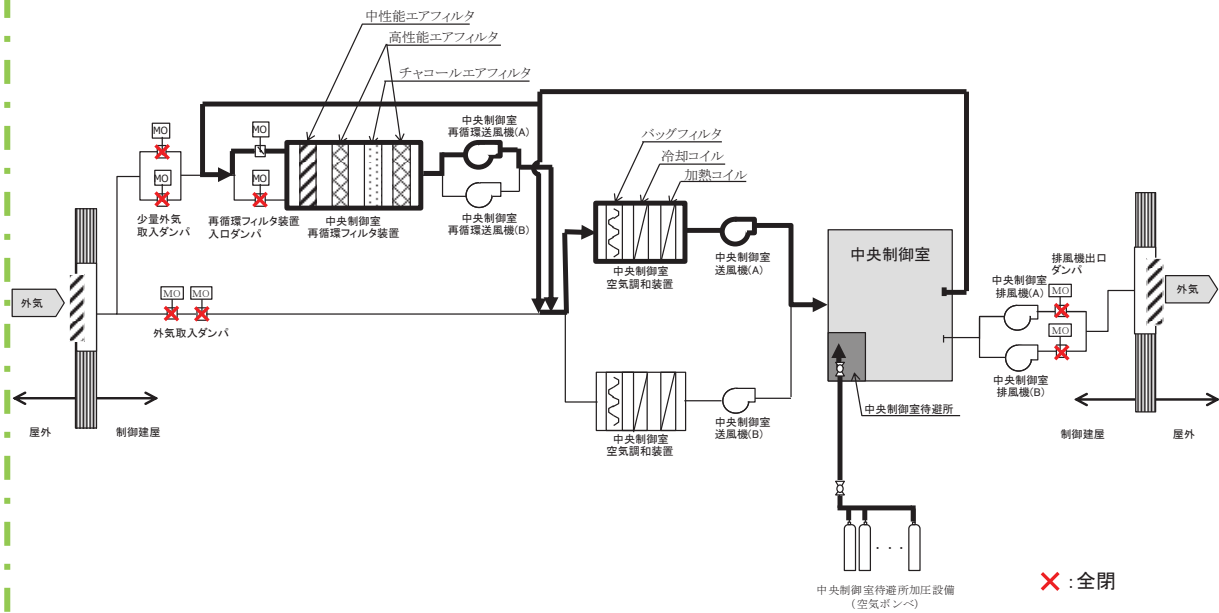 中性能エアフィルタ
高性能エアフィルタ
チャコールエアフィルタ
MO
MO
MO
MO
少量外気
取入ダンパ
再循環フィルタ装置
入口ダンパ
中央制御室
再循環フィルタ装置
中央制御室
再循環送風機(A)
中央制御室
再循環送風機(B)
バッグフィルタ
冷却コイル
加熱コイル
中央制御室
空気調和装置
中央制御室
送風機(A)
中央制御室
中央制御室
排風機(A)
排風機出口
ダンパ
MO
MO
中央制御室
排風機(B)
外気
外気
MO
MO
外気取入ダンパ
中央制御室
空気調和装置
中央制御室
送風機(B)
中央制御室待避所
屋外
制御建屋
制御建屋
屋外
・・・
中央制御室待避所加圧設備
(空気ボンベ)
:全閉